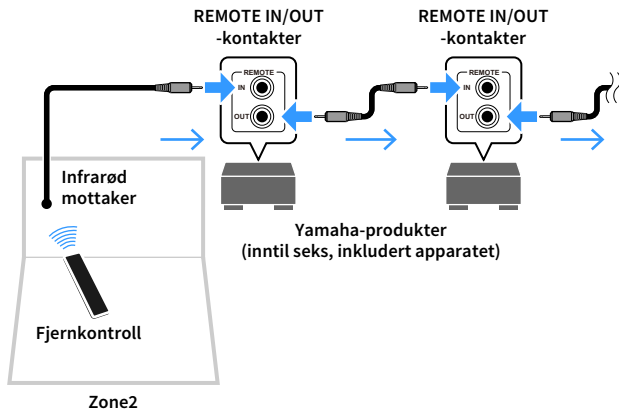 REMOTE IN/OUT
-kontakter
REMOTE IN/OUT
-kontakter
REMOTE
IN
OUT
REMOTE
IN
OUT
Infrarød
mottaker
Yamaha-produkter
(inntil seks, inkludert apparatet)
Fjernkontroll
Zone2